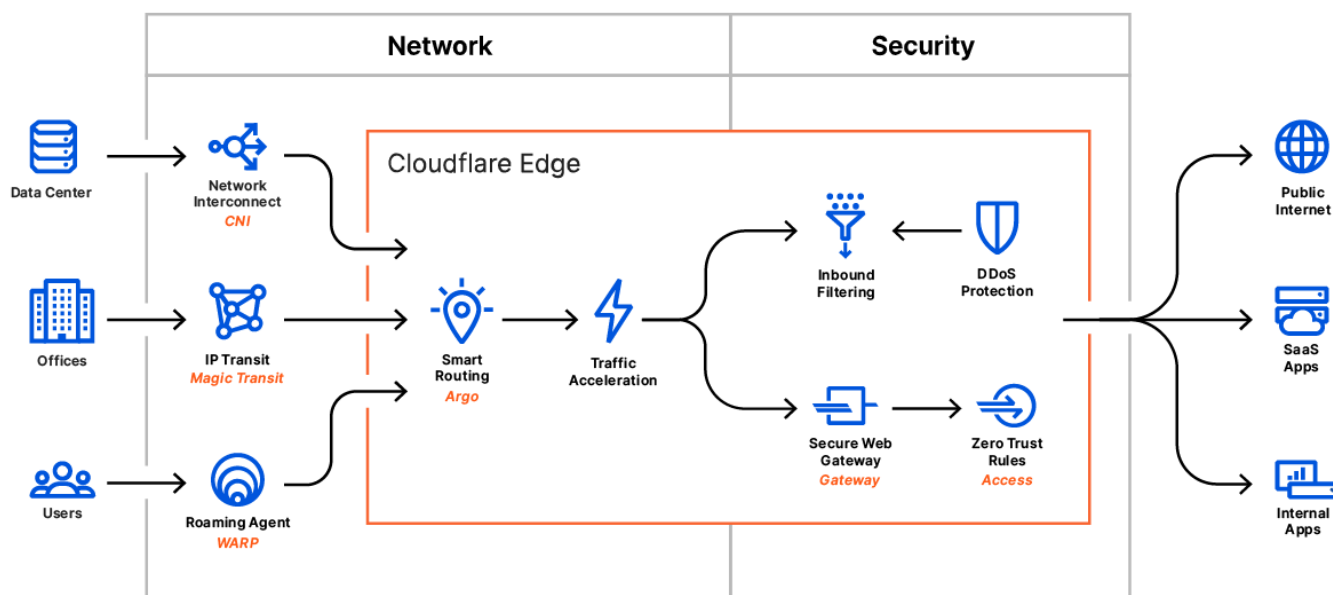 Network
Security
Data Center
Network
Interconnect
CNI
Cloudflare Edge
Inbound
Filtering
DDoS
Protection
Public
Internet
Offices
IP Transit
Magic Transit
Smart
Routing
Argo
Traffic
Acceleration
SaaS
Apps
Users
Roaming Agent
WARP
Secure Web
Gateway
Gateway
Zero Trust
Rules
Access
Internal
Apps